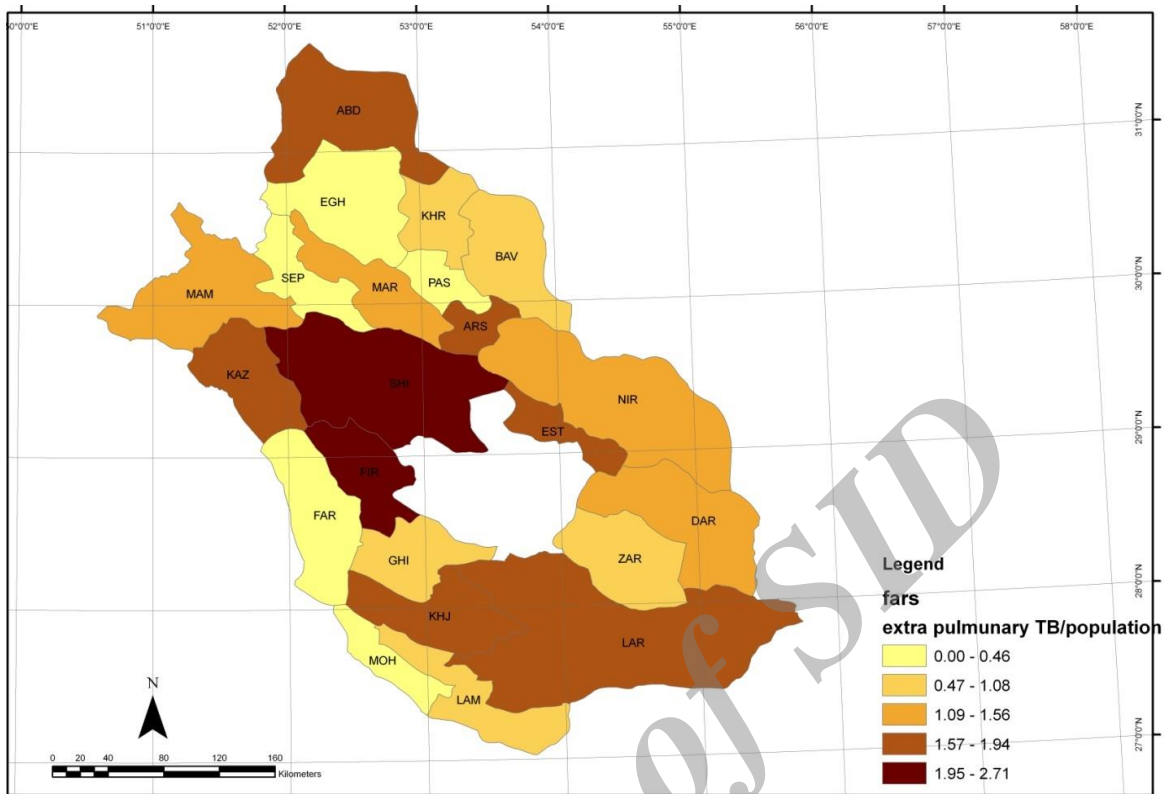 50°0'0"E 51°0'0"E 52°0'0"E 53°0'0"E 54°0'0"E 55°0'0"E 56°0'0"E 57°0'0"E 58°0'0"E
31°0'0"N
30°0'0"N
29°0'0"N
28°0'0"N
27°0'0"N
ABD
EGH
KHR
BAV
SEP
PAS
MAM
MAR
ARS
KAZ
SHI
NIR
EST
FIR
FAR
DAR
GHI
ZAR
KHJ
LAR
MOH
LAM
N
0 20 40 80 120 160
Kilometers
Legend
fars
extra pulmunary TB/population
0.00 - 0.46
0.47 - 1.08
1.09 - 1.56
1.57 - 1.94
1.95 - 2.71
of SID